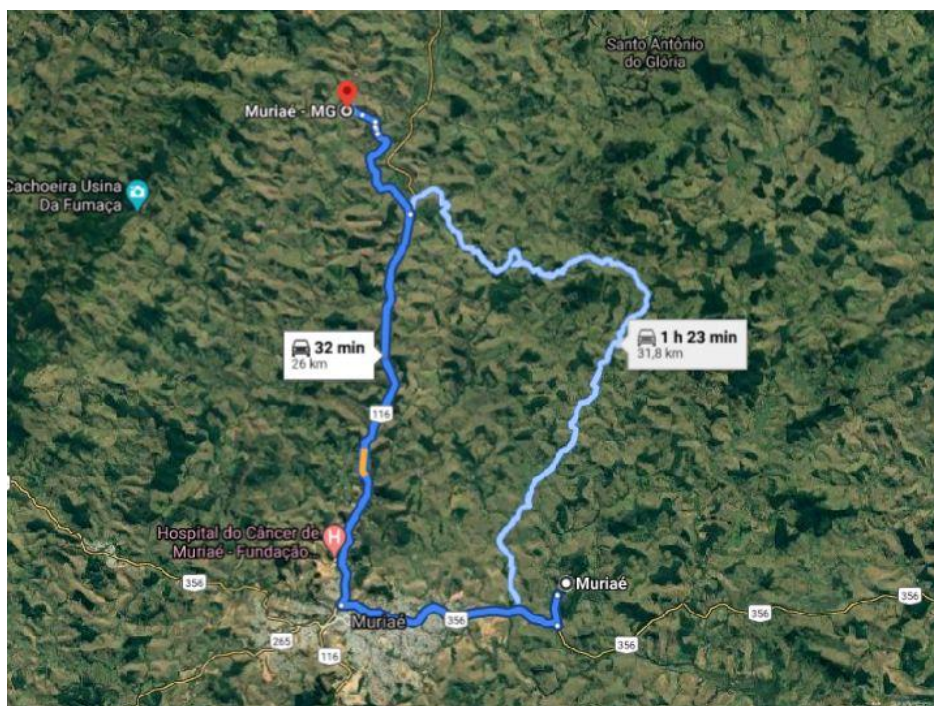 Santo Antônio
do Glória
Muriaé - MG
Cachoeira Usina
Da Fumaça
32 min
26 km
1 h 23 min
31,8 km
116
Hospital do Câncer de
Muriaé - Fundação...
356
Muriaé
Muriaé
356
356
356
356
265
116